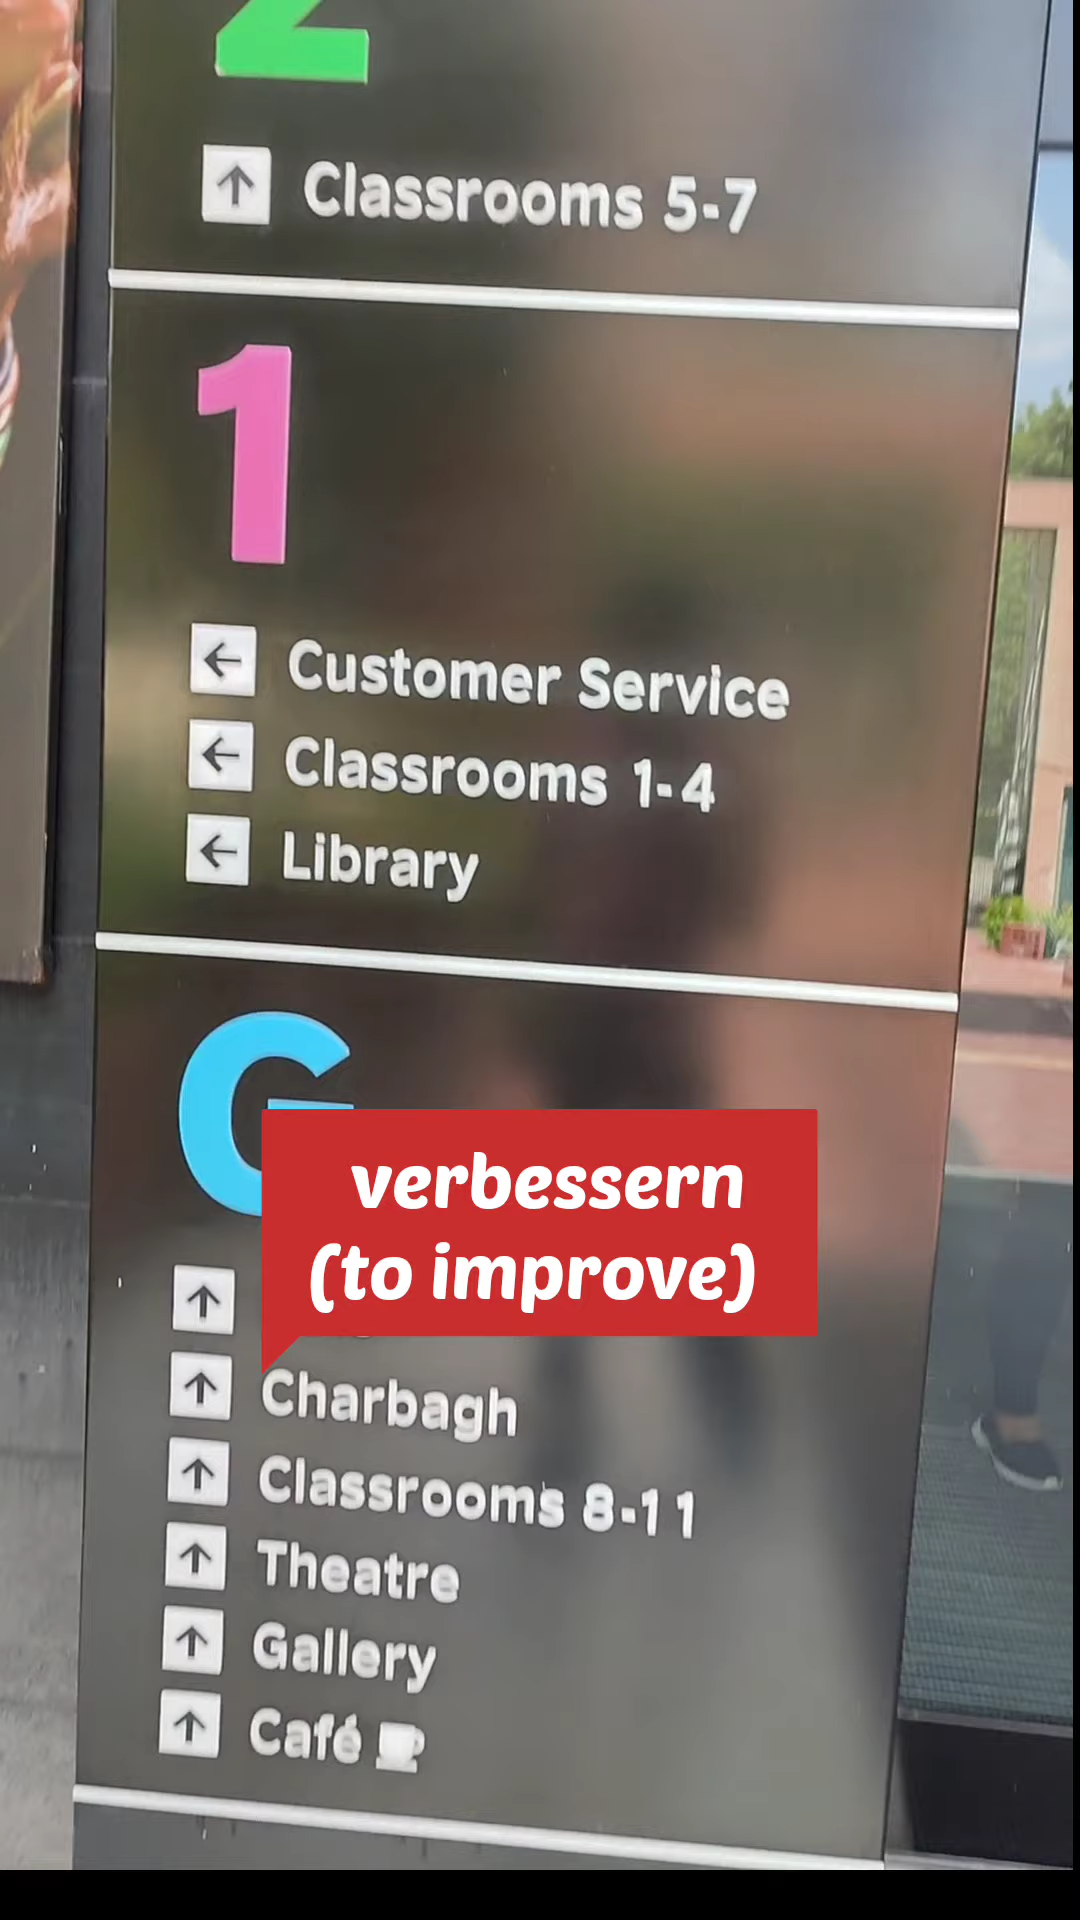 2
Classrooms 5-7
1
Customer Service
Classrooms 1-4
Library
G
verbessern
(to improve)
Charbagh
Classrooms 8-11
Theatre
Gallery
Café